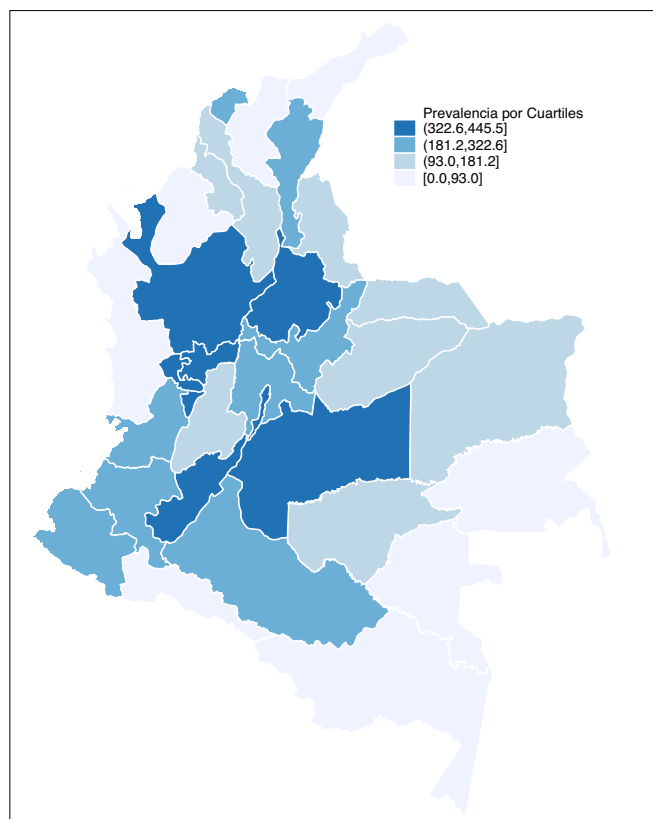 Prevalencia por Cuartiles
(322.6,445.5]
(181.2,322.6]
(93.0,181.2]
[0.0,93.0]